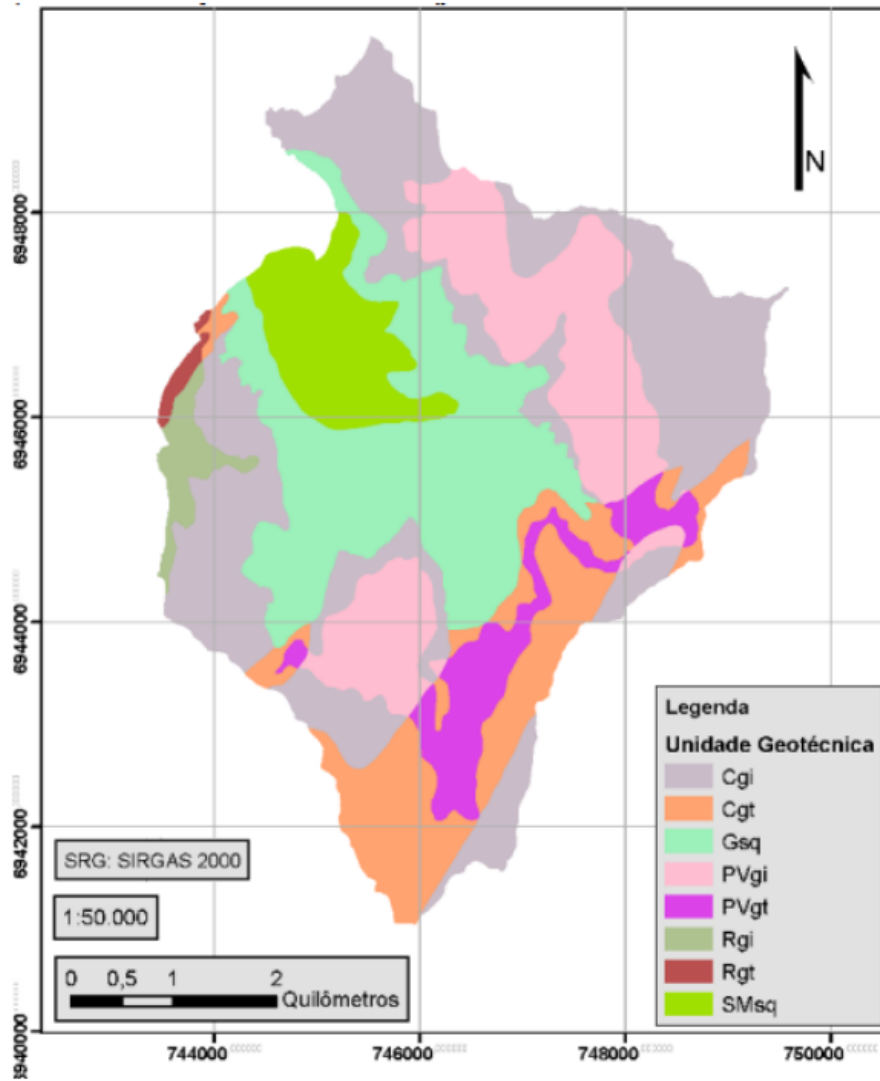 N
6948000
6946000
6944000
6942000
6940000
Legenda
Unidade Geotécnica
Cgi
Cgt
Gsq
PVgi
PVgt
Rgi
Rgt
SMsq
SRG: SIRGAS 2000
1:50.000
0 0,5 1 2
Quilômetros
744000 746000 748000 750000